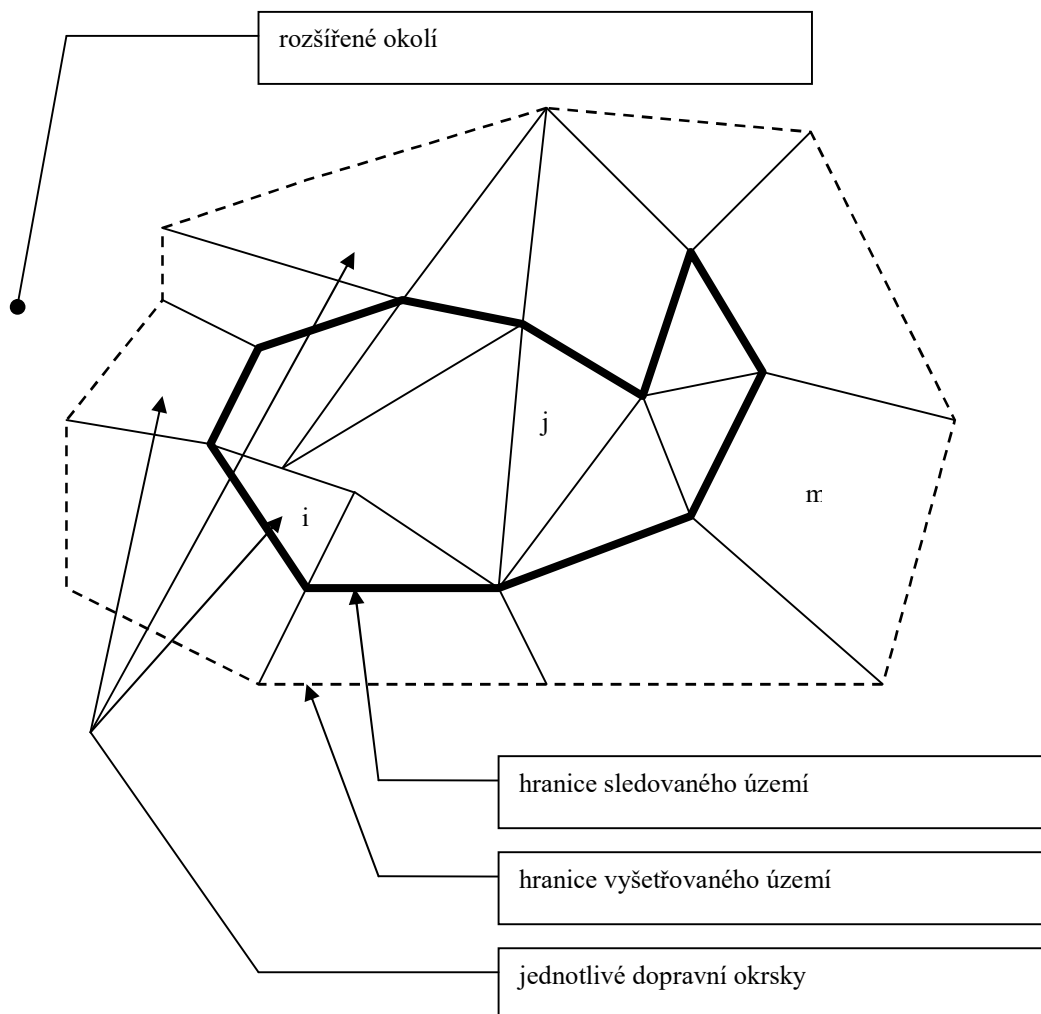 rozšířené okolí
j
m
i
hranice sledovaného území
hranice vyšetřovaného území
jednotlivé dopravní okrsky